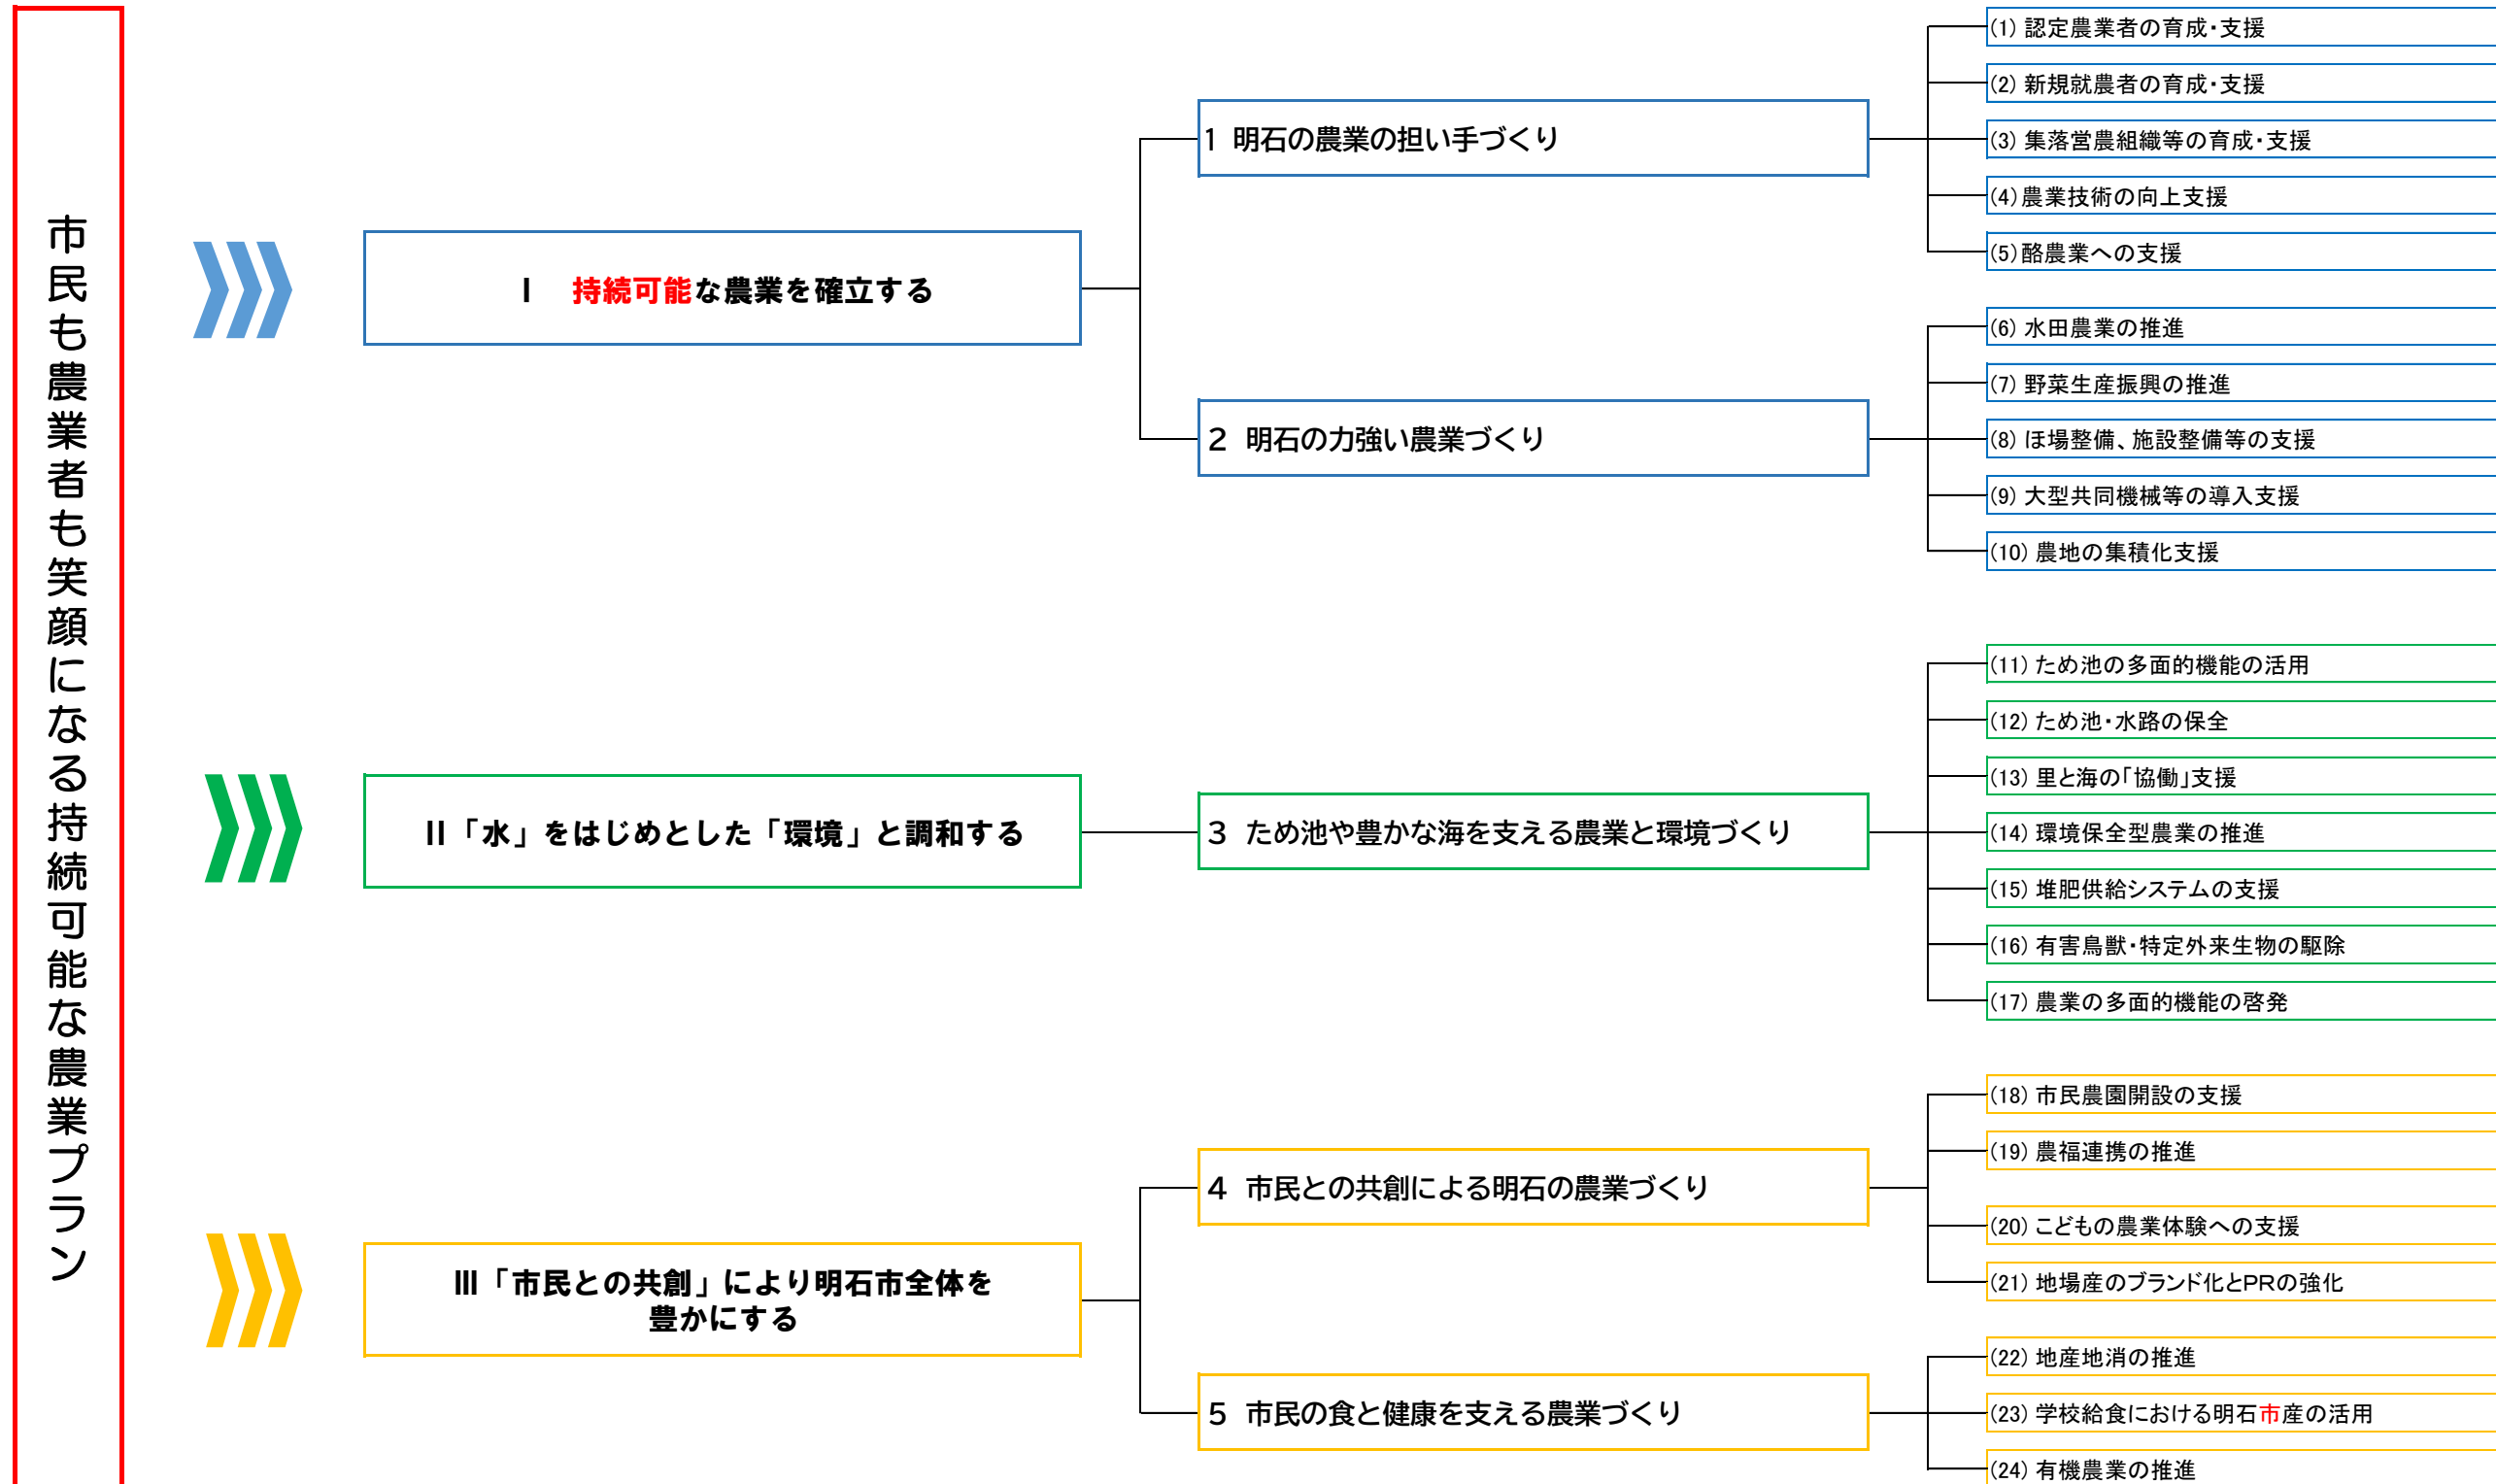 市民も農業者も笑顔になる持続可能な農業プラン
Ⅰ　持続可能な農業を確立する
1 明石の農業の担い手づくり
(1) 認定農業者の育成・支援
(2) 新規就農者の育成・支援
(3) 集落営農組織等の育成・支援
(4)農業技術の向上支援
(5)酪農業への支援
2 明石の力強い農業づくり
(6) 水田農業の推進
(7) 野菜生産振興の推進
(8) ほ場整備、施設整備等の支援
(9) 大型共同機械等の導入支援
(10) 農地の集積化支援
Ⅱ「水」をはじめとした「環境」と調和する
3 ため池や豊かな海を支える農業と環境づくり
(11) ため池の多面的機能の活用
(12) ため池・水路の保全
(13) 里と海の「協働」支援
(14) 環境保全型農業の推進
(15) 堆肥供給システムの支援
(16) 有害鳥獣・特定外来生物の駆除
(17) 農業の多面的機能の啓発
Ⅲ「市民との共創」により明石市全体を
豊かにする
4 市民との共創による明石の農業づくり
(18) 市民農園開設の支援
(19) 農福連携の推進
(20) こどもの農業体験への支援
(21) 地場産のブランド化とPRの強化
5 市民の食と健康を支える農業づくり
(22) 地産地消の推進
(23) 学校給食における明石市産の活用
(24) 有機農業の推進